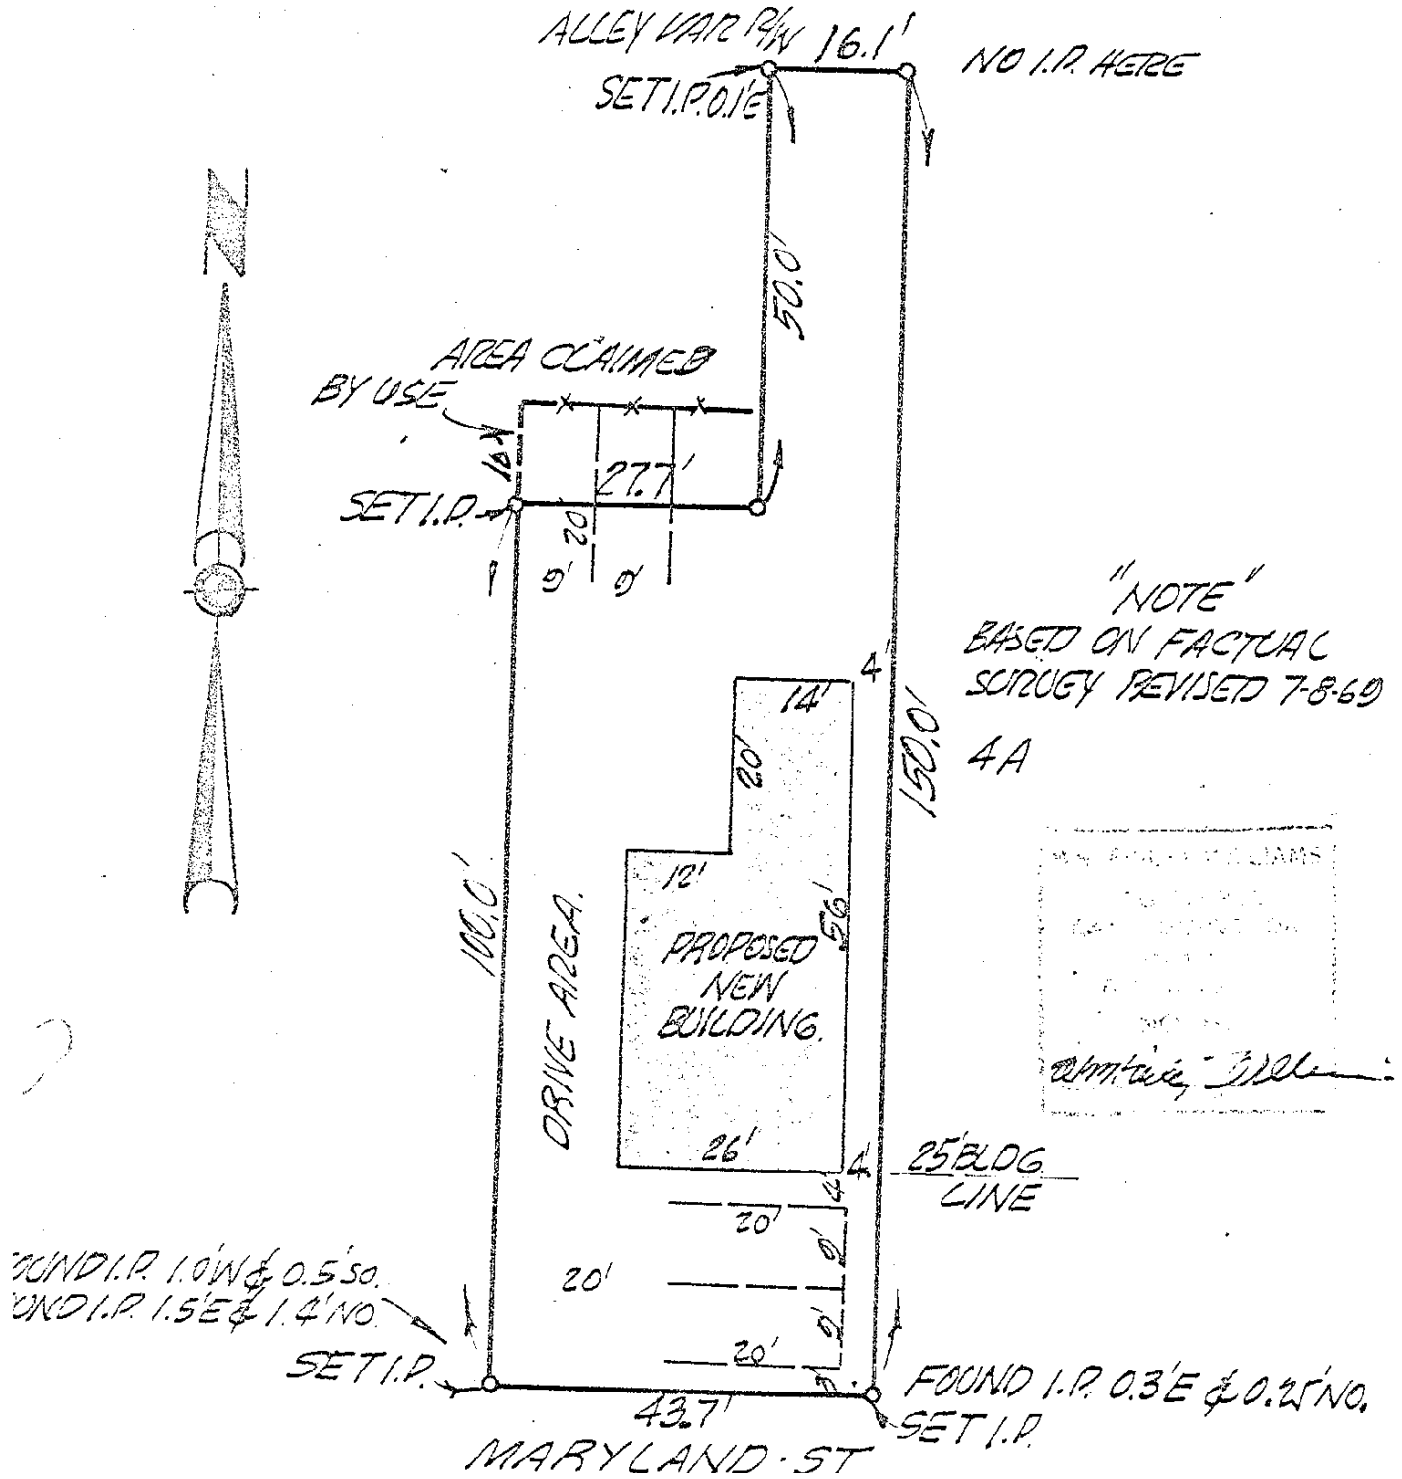 ALLEY VAR R/W 16.1'
NO I.P. HERE
SET I.P. 0.1'E
N
50.0'
AREA CLAIMED
BY USE
10'
27.7'
SET I.P.
20'
9'
9'
"NOTE"
BASED ON FACTUAL
SURVEY REVISED 7-8-69
4'
14'
20'
150.0'
4A
12'
100.0'
56'
DRIVE AREA.
PROPOSED
NEW
BUILDING.
26'
4'
25' BLDG
LINE
4'
20'
9'
20'
FOUND I.P. 1.0'W & 0.5' SO.
FOUND I.P. 1.5'E & 1.4' NO.
9'
20'
SET I.P.
3'
FOUND I.P. 0.3'E & 0.25' NO.
SET I.P.
43.7'
MARYLAND ST